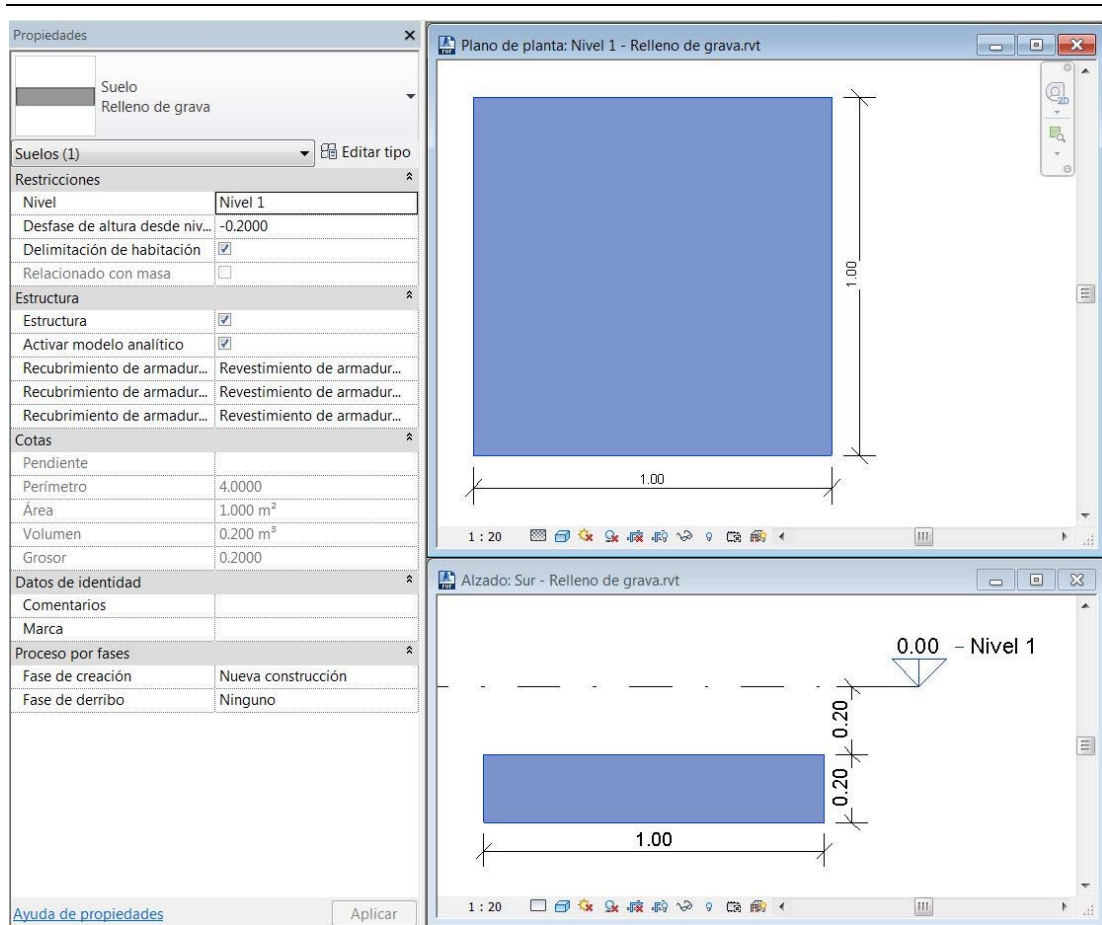 Propiedades
Suelo
Relleno de grava
Suelos (1)
Editar tipo
Restricciones
Nivel Nivel 1
Desfase de altura desde niv... -0.2000
Delimitación de habitación
Relacionado con masa
Estructura
Estructura
Activar modelo analítico
Recubrimiento de armadur... Revestimiento de armadur...
Recubrimiento de armadur... Revestimiento de armadur...
Recubrimiento de armadur... Revestimiento de armadur...
Cotas
Pendiente
Perímetro 4.0000
Área 1.000 m²
Volumen 0.200 m³
Grosor 0.2000
Datos de identidad
Comentarios
Marca
Proceso por fases
Fase de creación Nueva construcción
Fase de derribo Ninguno
Ayuda de propiedades
Aplicar
Plano de planta: Nivel 1 - Relleno de grava.rvt
2D
1.00
1.00
1 : 20
Alzado: Sur - Relleno de grava.rvt
0.00 - Nivel 1
0.20
0.20
1.00
1 : 20